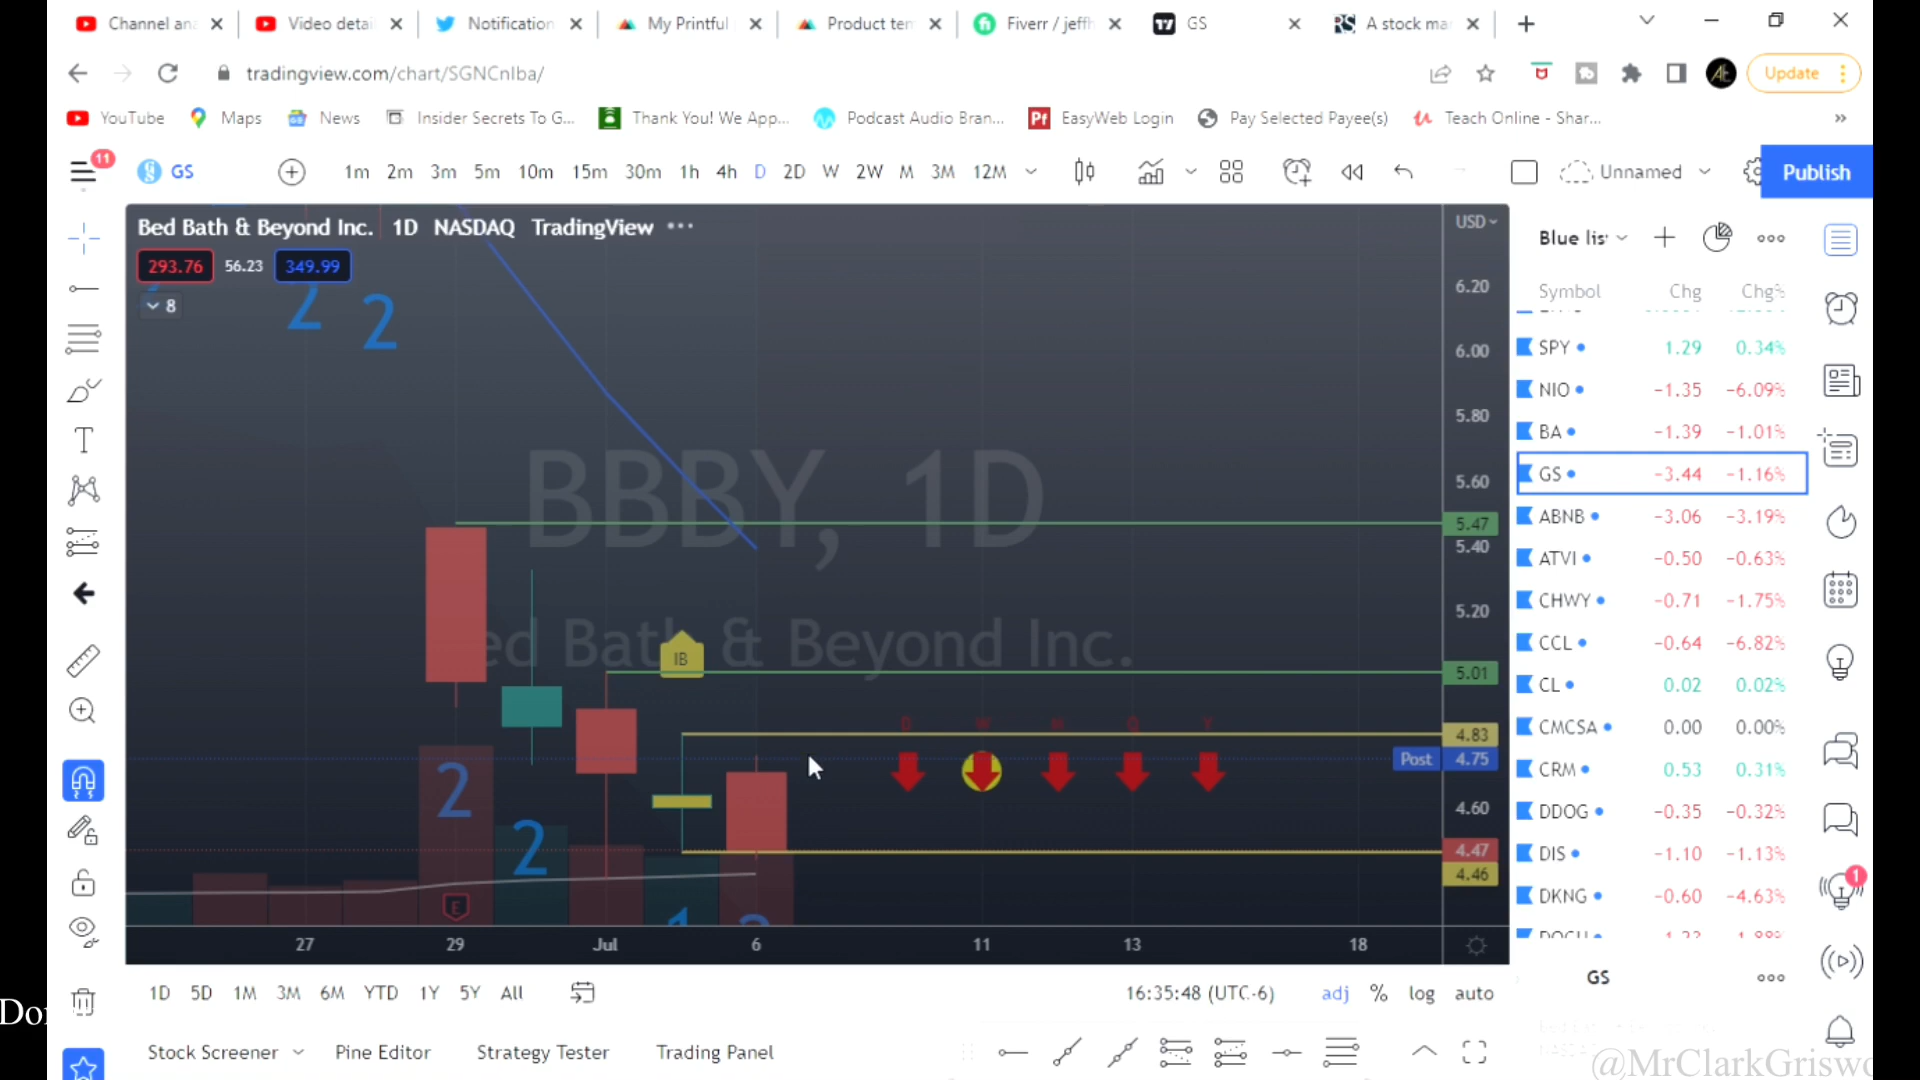 Channel an
Video detai
Notification
My Printful
Product tem
Fiverr / jeffh
GS
A stock ma
tradingview.com/chart/SGNCnIba/
Update
YouTube
Maps
News
Insider Secrets To G...
Thank You! We App...
Podcast Audio Bran...
EasyWeb Login
Pay Selected Payee(s)
Teach Online - Shar...
»
11
GS
1m 2m 3m 5m 10m 15m 30m 1h 4h D 2D W 2W M 3M 12M
Unnamed
Publish
Bed Bath & Beyond Inc. 1D NASDAQ TradingView
USD
293.76 56.23 349.99
8
2 2
BBBY, 1D
Bed Bath & Beyond Inc.
IB
2
2
1
2
E
6.20
6.00
5.80
5.60
5.47
5.40
5.20
5.01
4.83
Post 4.75
4.60
4.47
4.46
27 29 Jul 6 11 13 18
Blue lis
Symbol Chg Chg%
SPY 1.29 0.34%
NIO -1.35 -6.09%
BA -1.39 -1.01%
GS -3.44 -1.16%
ABNB -3.06 -3.19%
ATVI -0.50 -0.63%
CHWY -0.71 -1.75%
CCL -0.64 -6.82%
CL 0.02 0.02%
CMCSA 0.00 0.00%
CRM 0.53 0.31%
DDOG -0.35 -0.32%
DIS -1.10 -1.13%
DKNG -0.60 -4.63%
GS
1
1D 5D 1M 3M 6M YTD 1Y 5Y All
16:35:48 (UTC-6) adj % log auto
Stock Screener Pine Editor Strategy Tester Trading Panel
@MrClarkGriswo